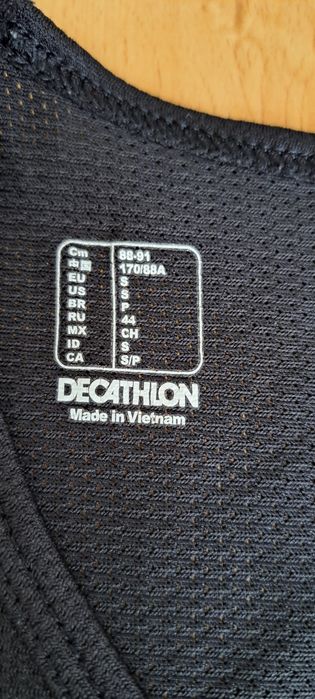 Cm 88-91
中国 170/88A
EU S
US S
BR P
RU 44
MX CH
ID S
CA S/P
DECATHLON
Made in Vietnam